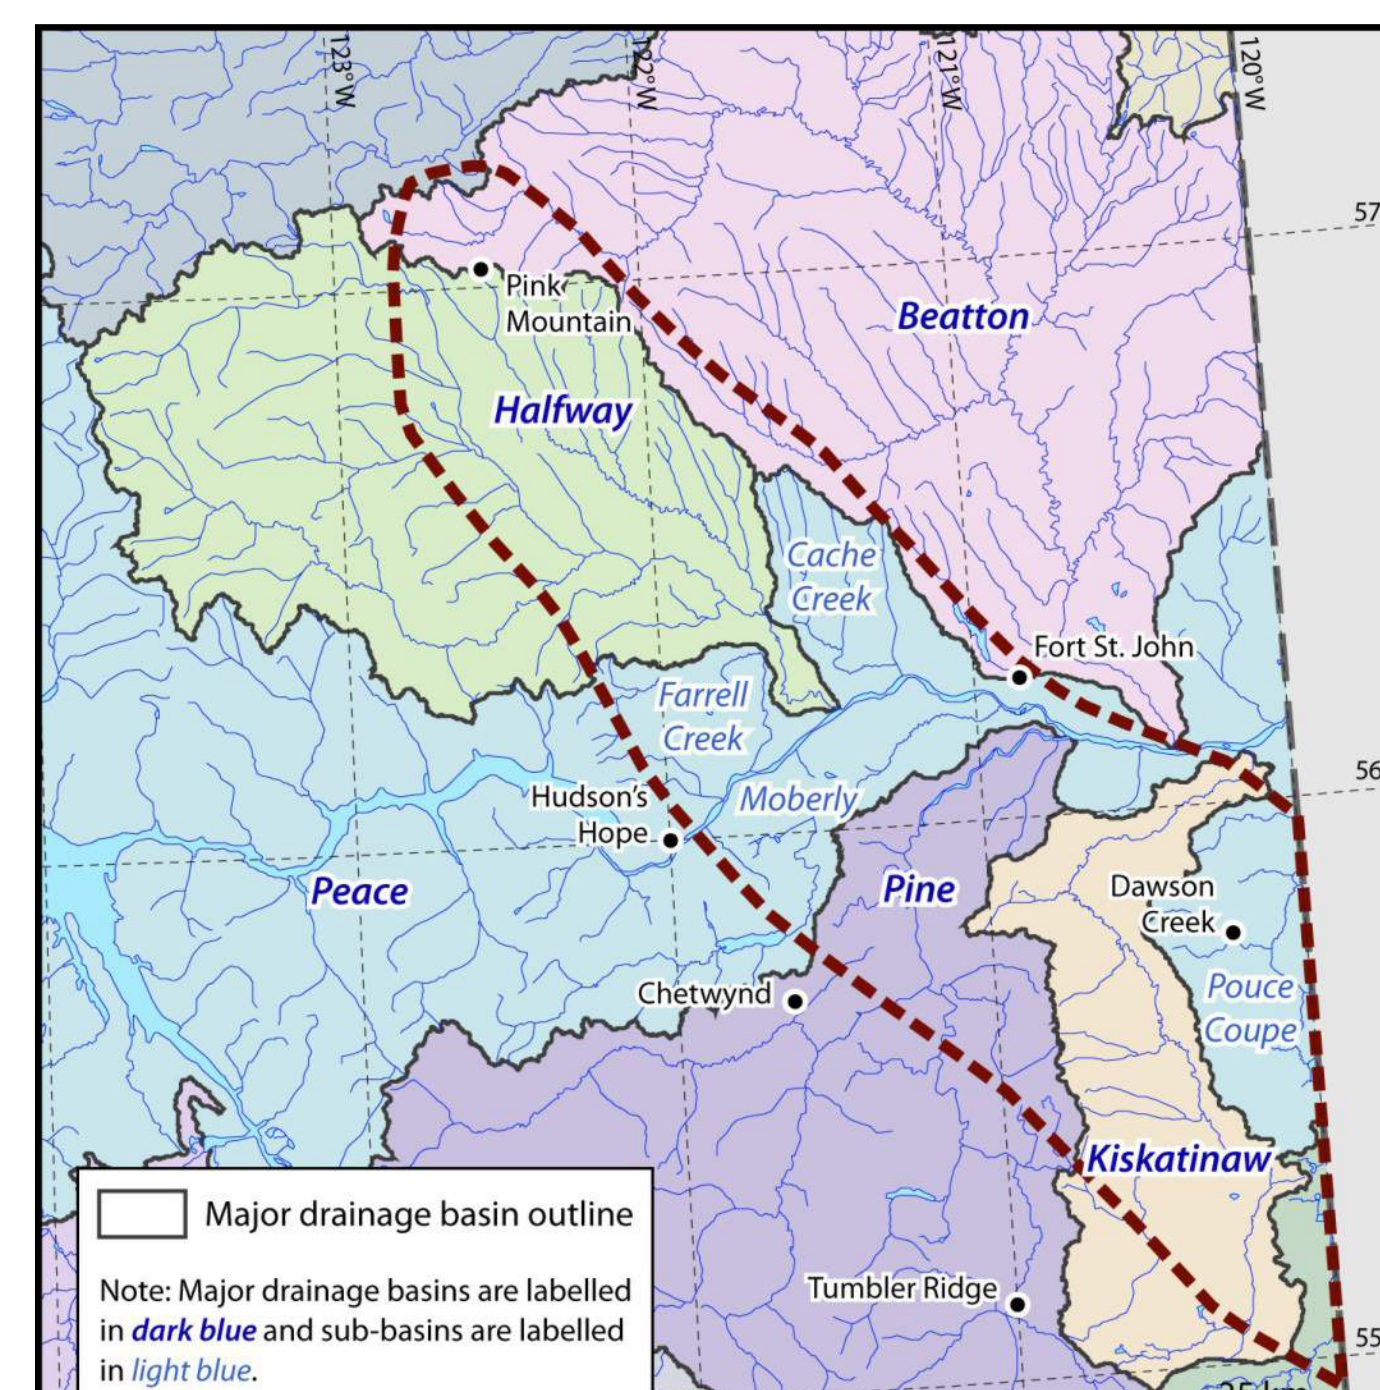 123°W
122°W
121°W
120°W
57
Pink
Mountain
Beatton
Halfway
Cache
Creek
Fort St. John
Farrell
Creek
56
Hudson's
Hope
Moberly
Peace
Pine
Dawson
Creek
Chetwynd
Pouce
Coupe
Kiskatinaw
Major drainage basin outline
Tumbler Ridge
Note: Major drainage basins are labelled
in dark blue and sub-basins are labelled
in light blue.
55